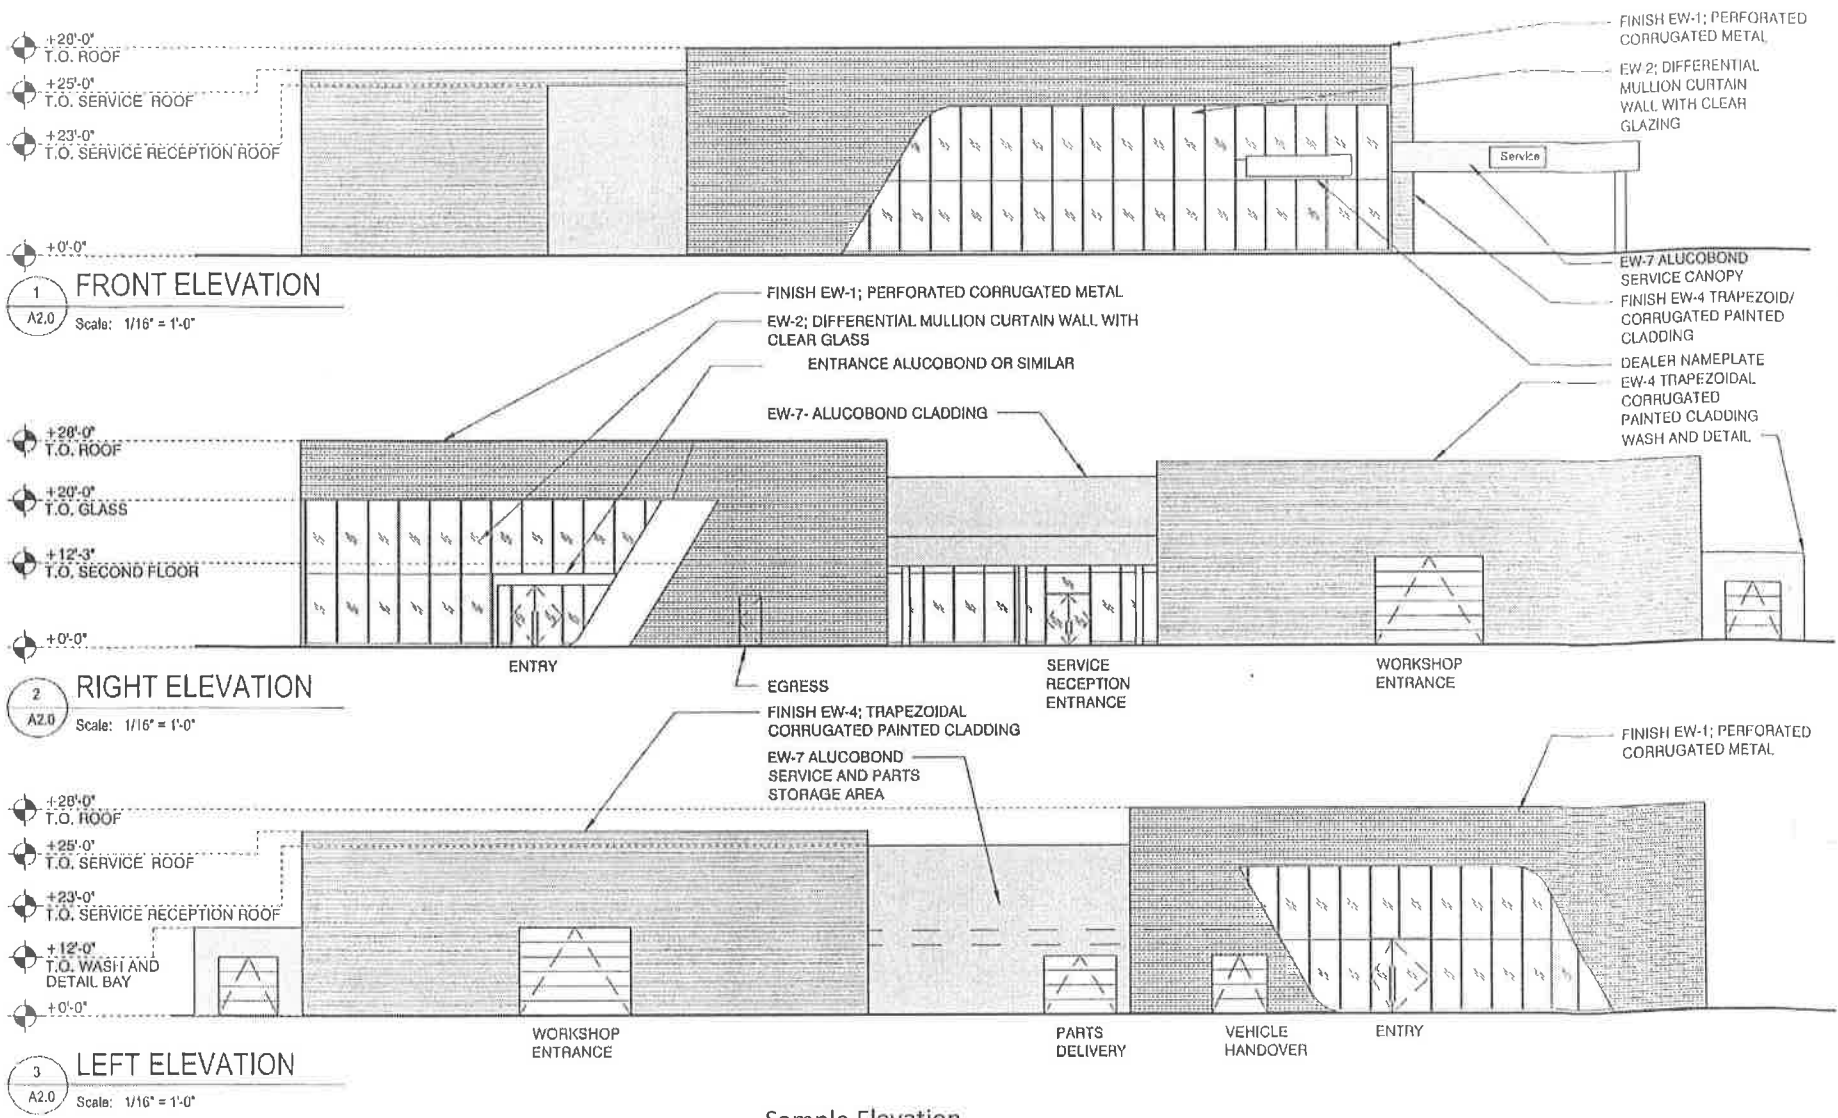 +28'-0"
T.O. ROOF
+25'-0"
T.O. SERVICE ROOF
+23'-0"
T.O. SERVICE RECEPTION ROOF
+0'-0"
FINISH EW-1; PERFORATED
CORRUGATED METAL
EW-2; DIFFERENTIAL
MULLION CURTAIN
WALL WITH CLEAR
GLAZING
Service
EW-7 ALUCOBOND
SERVICE CANOPY
FINISH EW-4 TRAPEZOID/
CORRUGATED PAINTED
CLADDING
DEALER NAMEPLATE
1
A2.0
FRONT ELEVATION
Scale: 1/16" = 1'-0"
FINISH EW-1; PERFORATED CORRUGATED METAL
EW-2; DIFFERENTIAL MULLION CURTAIN WALL WITH
CLEAR GLASS
ENTRANCE ALUCOBOND OR SIMILAR
EW-7- ALUCOBOND CLADDING
EW-4 TRAPEZOIDAL
CORRUGATED
PAINTED CLADDING
WASH AND DETAIL
+28'-0"
T.O. ROOF
+20'-0"
T.O. GLASS
+12'-3"
T.O. SECOND FLOOR
+0'-0"
ENTRY
EGRESS
SERVICE
RECEPTION
ENTRANCE
WORKSHOP
ENTRANCE
2
A2.0
RIGHT ELEVATION
Scale: 1/16" = 1'-0"
FINISH EW-4; TRAPEZOIDAL
CORRUGATED PAINTED CLADDING
EW-7 ALUCOBOND
SERVICE AND PARTS
STORAGE AREA
FINISH EW-1; PERFORATED
CORRUGATED METAL
+28'-0"
T.O. ROOF
+25'-0"
T.O. SERVICE ROOF
+23'-0"
T.O. SERVICE RECEPTION ROOF
+12'-0"
T.O. WASH AND
DETAIL BAY
+0'-0"
WORKSHOP
ENTRANCE
PARTS
DELIVERY
VEHICLE
HANDOVER
ENTRY
3
A2.0
LEFT ELEVATION
Scale: 1/16" = 1'-0"
Sample Elevation